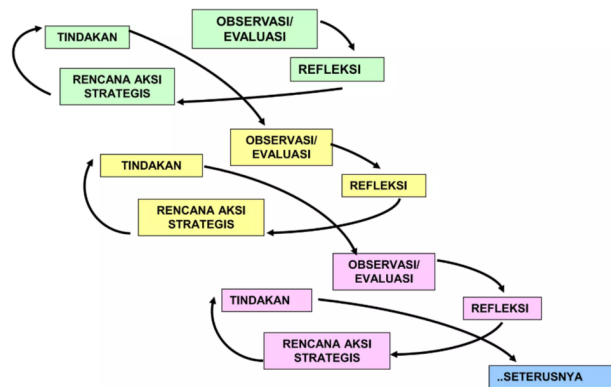 OBSERVASI/
EVALUASI
TINDAKAN
REFLEKSI
RENCANA AKSI
STRATEGIS
OBSERVASI/
EVALUASI
TINDAKAN
REFLEKSI
RENCANA AKSI
STRATEGIS
OBSERVASI/
EVALUASI
TINDAKAN
REFLEKSI
RENCANA AKSI
STRATEGIS
..SETERUSNYA